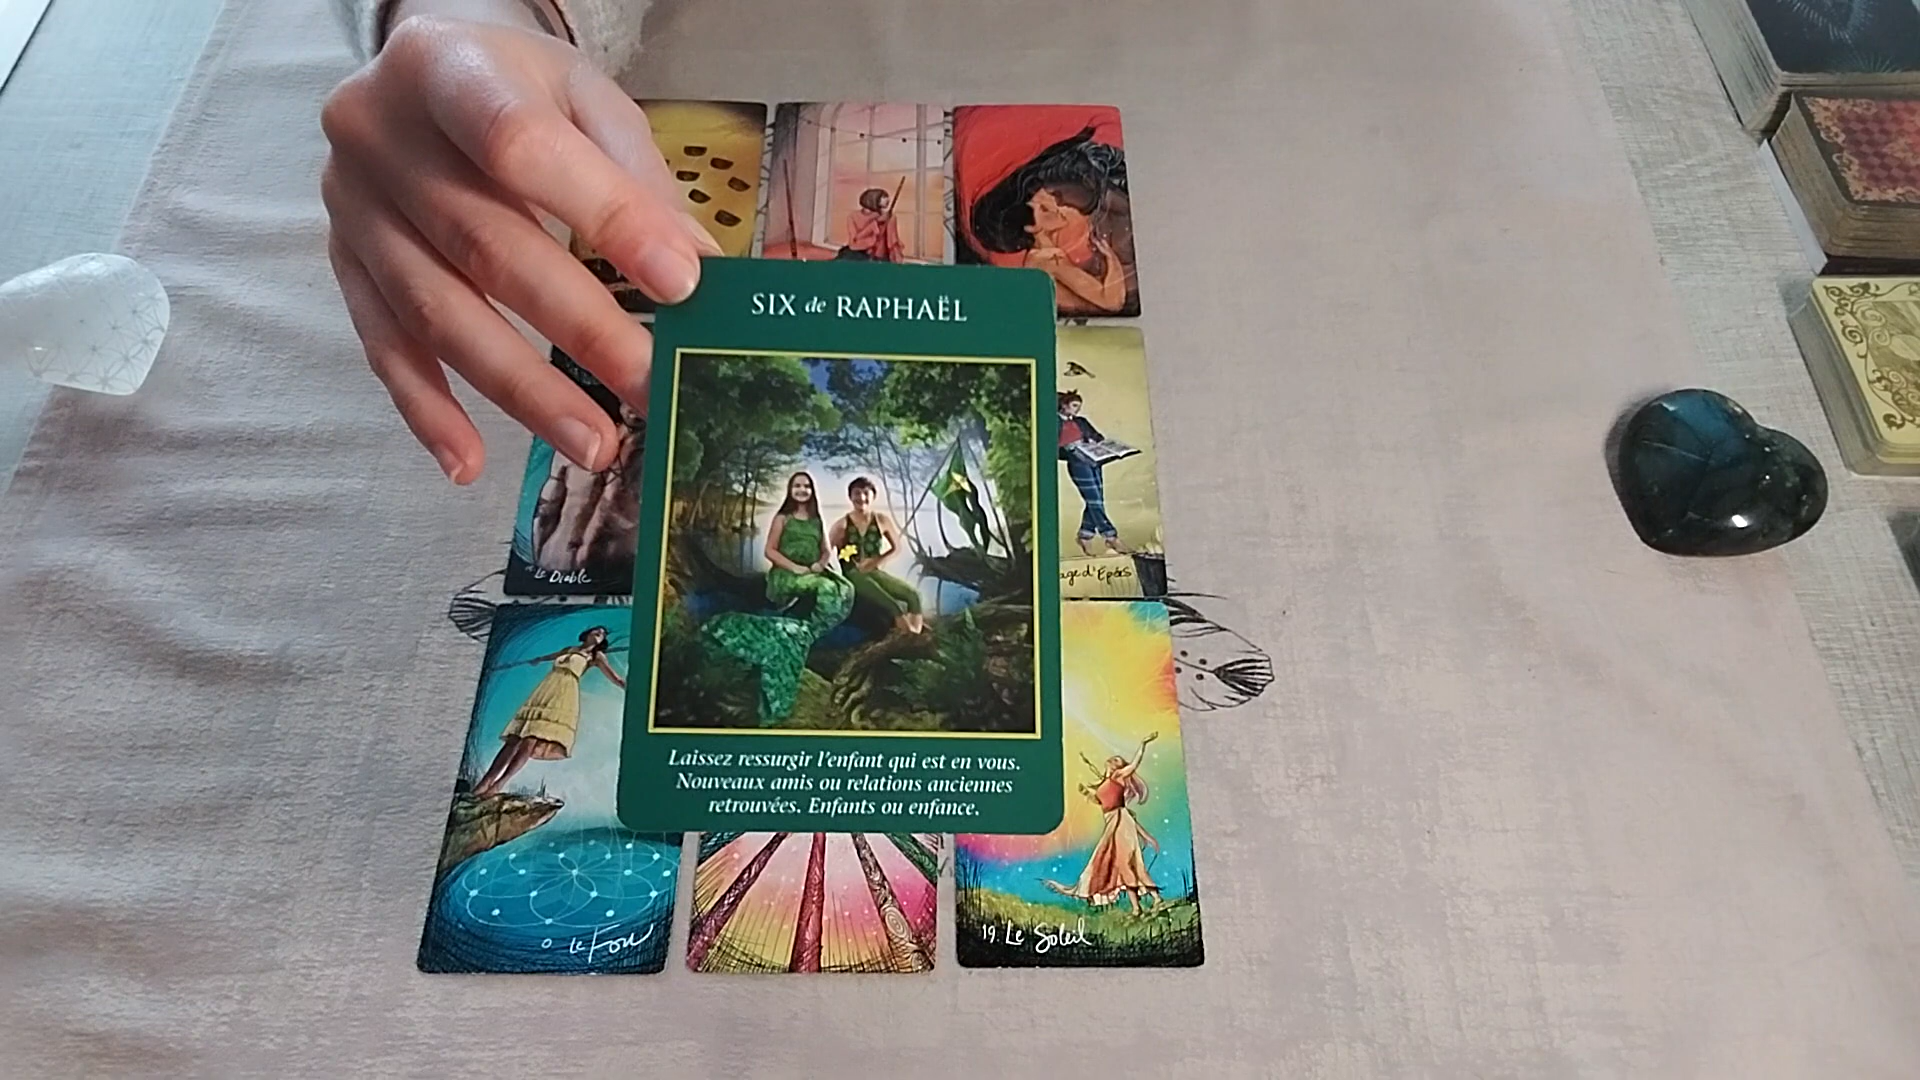 SIX de RAPHAËL
Laissez ressurgir l'enfant qui est en vous.
Nouveaux amis ou relations anciennes
retrouvées. Enfants ou enfance.
Le Diable
age d'Épées
0 Le Fou
19. Le Soleil